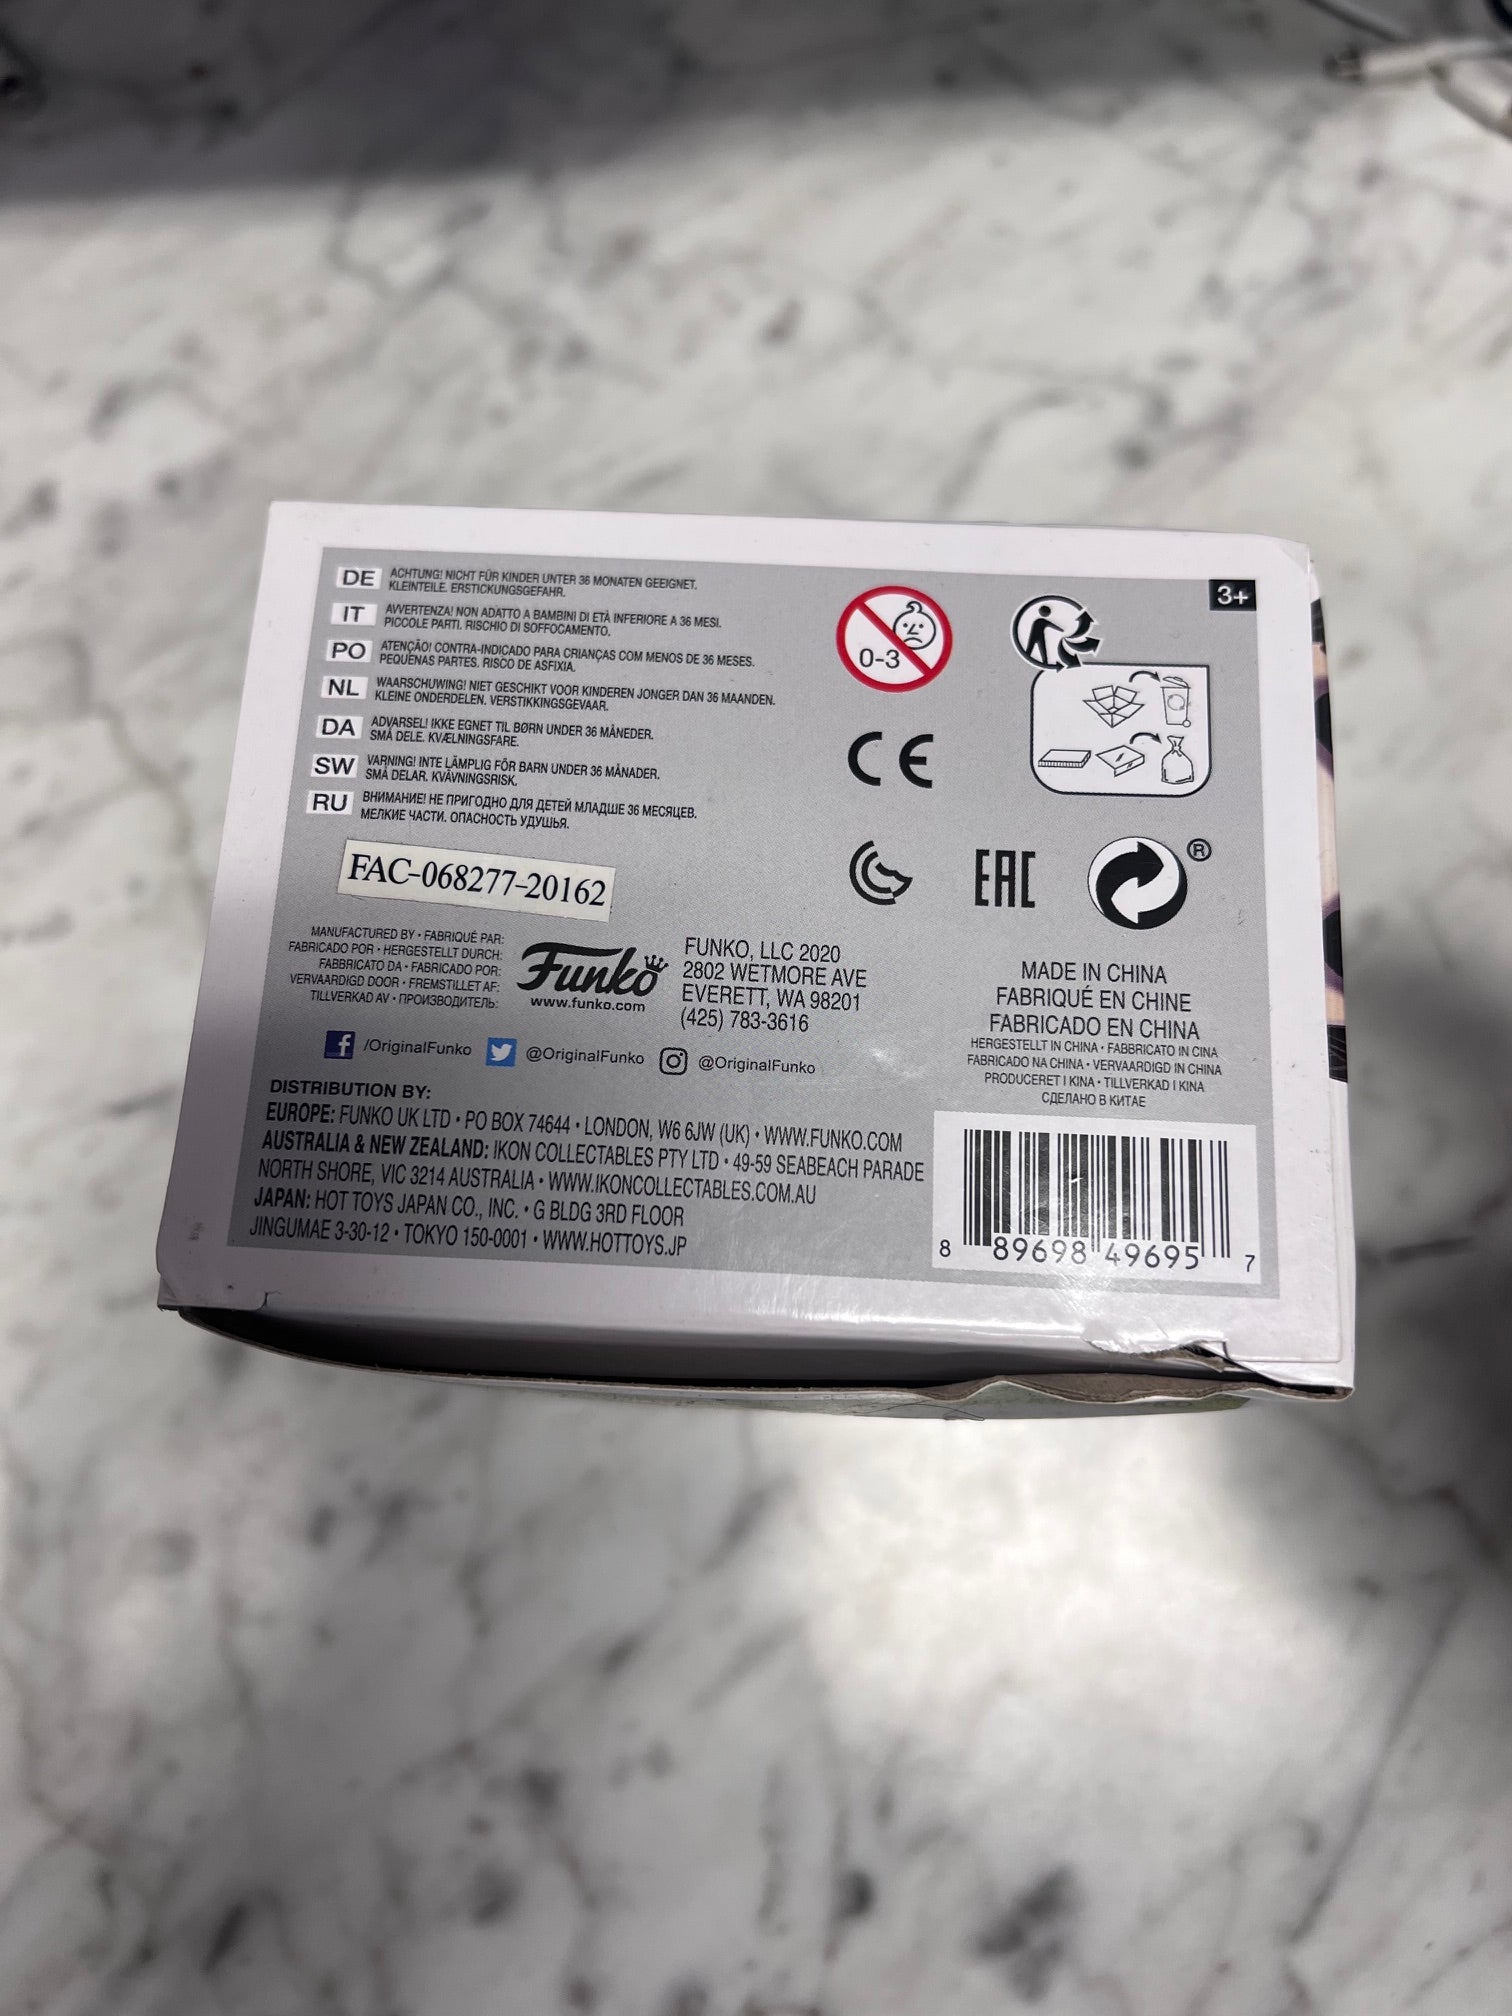 DE ACHTUNG! NICHT FÜR KINDER UNTER 36 MONATEN GEEIGNET.
KLEINTEILE. ERSTICKUNGSGEFAHR.
IT AVVERTENZA! NON ADATTO A BAMBINI DI ETÀ INFERIORE A 36 MESI.
PICCOLE PARTI. RISCHIO DI SOFFOCAMENTO.
PO ATENÇÃO! CONTRA-INDICADO PARA CRIANÇAS COM MENOS DE 36 MESES.
PEQUENAS PARTES. RISCO DE ASFIXIA.
NL WAARSCHUWING! NIET GESCHIKT VOOR KINDEREN JONGER DAN 36 MAANDEN.
KLEINE ONDERDELEN. VERSTIKKINGSGEVAAR.
DA ADVARSEL! IKKE EGNET TIL BØRN UNDER 36 MÅNEDER.
SMÅ DELE. KVÆLNINGSFARE.
SW VARNING! INTE LÄMPLIG FÖR BARN UNDER 36 MÅNADER.
SMÅ DELAR. KVÄVNINGSRISK.
RU ВНИМАНИЕ! НЕ ПРИГОДНО ДЛЯ ДЕТЕЙ МЛАДШЕ 36 МЕСЯЦЕВ.
МЕЛКИЕ ЧАСТИ. ОПАСНОСТЬ УДУШЬЯ.
0-3
3+
CE
EAC
®
FAC-068277-20162
MANUFACTURED BY • FABRIQUÉ PAR:
FABRICADO POR • HERGESTELLT DURCH:
FABBRICATO DA • FABRICADO POR:
VERVAARDIGD DOOR • FREMSTILLET AF:
TILLVERKAD AV • ПРОИЗВОДИТЕЛЬ:
Funko
www.funko.com
FUNKO, LLC 2020
2802 WETMORE AVE
EVERETT, WA 98201
(425) 783-3616
/OriginalFunko @OriginalFunko @OriginalFunko
MADE IN CHINA
FABRIQUÉ EN CHINE
FABRICADO EN CHINA
HERGESTELLT IN CHINA • FABBRICATO IN CINA
FABRICADO NA CHINA • VERVAARDIGD IN CHINA
PRODUCERET I KINA • TILLVERKAD I KINA
СДЕЛАНО В КИТАЕ
DISTRIBUTION BY:
EUROPE: FUNKO UK LTD • PO BOX 74644 • LONDON, W6 6JW (UK) • WWW.FUNKO.COM
AUSTRALIA & NEW ZEALAND: IKON COLLECTABLES PTY LTD • 49-59 SEABEACH PARADE
NORTH SHORE, VIC 3214 AUSTRALIA • WWW.IKONCOLLECTABLES.COM.AU
JAPAN: HOT TOYS JAPAN CO., INC. • G BLDG 3RD FLOOR
JINGUMAE 3-30-12 • TOKYO 150-0001 • WWW.HOTTOYS.JP
8 89698 49695 7